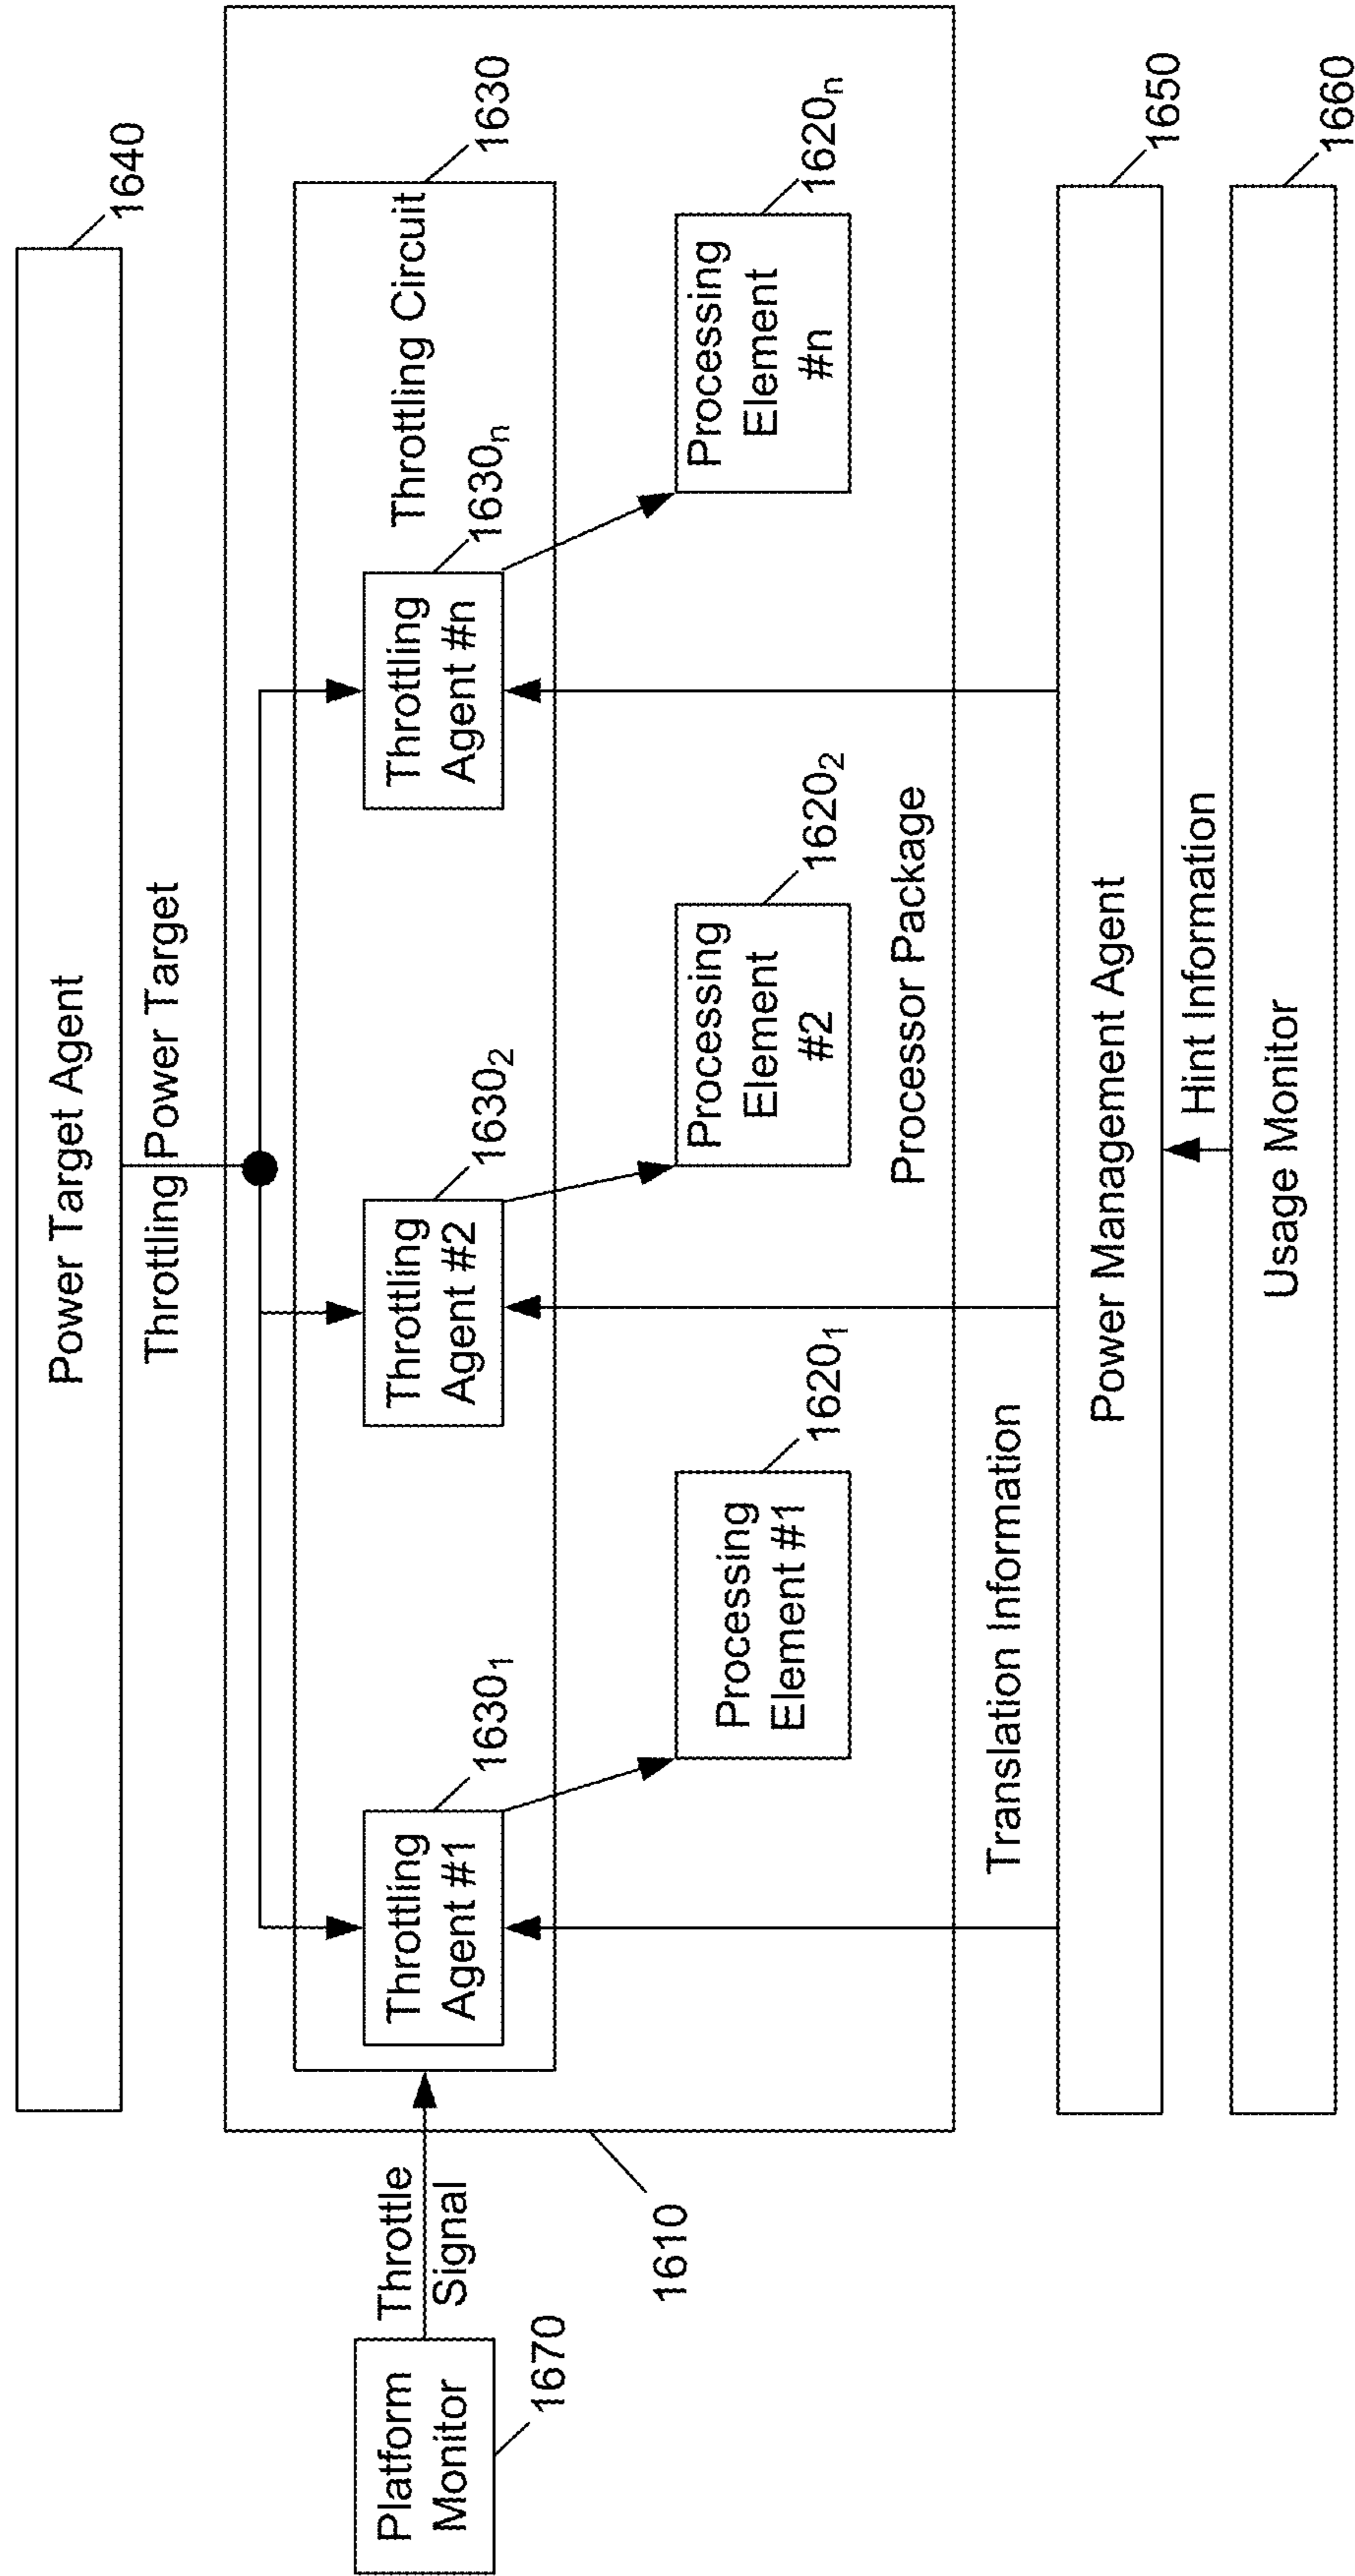 1640
Power Target Agent
Throttling Power Target
1630
Throttling Circuit
1630₁
1630₂
1630ₙ
Throttling
Agent #1
Throttling
Agent #2
Throttling
Agent #n
Platform
Monitor
1670
Throttle
Signal
1620₁
1620₂
1620ₙ
Processing
Element #1
Processing
Element
#2
Processing
Element
#n
1610
Processor Package
Translation Information
1650
Power Management Agent
Hint Information
1660
Usage Monitor